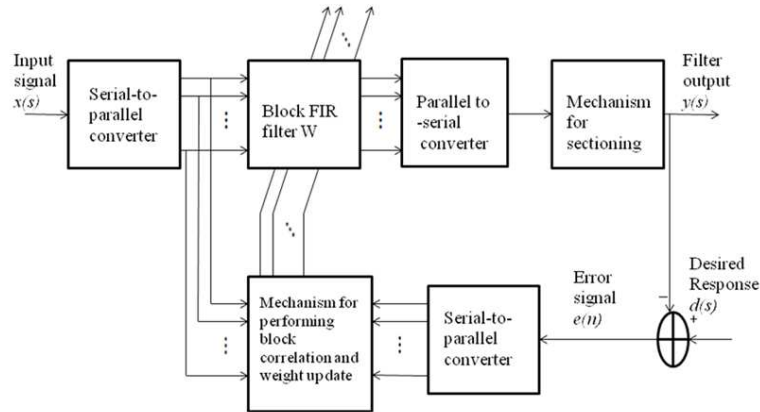 Input
signal
x(s)
Serial-to-
parallel
converter
Block FIR
filter W
Parallel to
-serial
converter
Mechanism
for
sectioning
Filter
output
y(s)
Mechanism for
performing
block
correlation and
weight update
Serial-to-
parallel
converter
Error
signal
e(n)
Desired
Response
d(s)
−
+